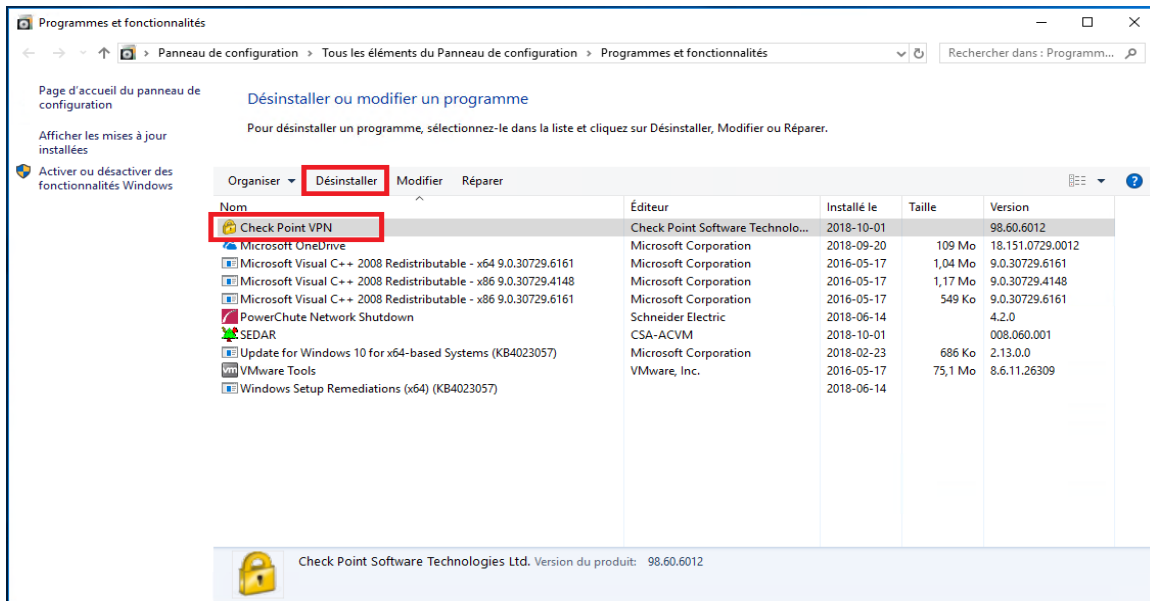 Programmes et fonctionnalités
Panneau de configuration > Tous les éléments du Panneau de configuration > Programmes et fonctionnalités
Rechercher dans : Programm...
Page d'accueil du panneau de configuration
Afficher les mises à jour installées
Activer ou désactiver des fonctionnalités Windows
Désinstaller ou modifier un programme
Pour désinstaller un programme, sélectionnez-le dans la liste et cliquez sur Désinstaller, Modifier ou Réparer.
Organiser Désinstaller Modifier Réparer
Nom Éditeur Installé le Taille Version
Check Point VPN Check Point Software Technolo... 2018-10-01 98.60.6012
Microsoft OneDrive Microsoft Corporation 2018-09-20 109 Mo 18.151.0729.0012
Microsoft Visual C++ 2008 Redistributable - x64 9.0.30729.6161 Microsoft Corporation 2016-05-17 1,04 Mo 9.0.30729.6161
Microsoft Visual C++ 2008 Redistributable - x86 9.0.30729.4148 Microsoft Corporation 2016-05-17 1,17 Mo 9.0.30729.4148
Microsoft Visual C++ 2008 Redistributable - x86 9.0.30729.6161 Microsoft Corporation 2016-05-17 549 Ko 9.0.30729.6161
PowerChute Network Shutdown Schneider Electric 2018-06-14 4.2.0
SEDAR CSA-ACVM 2018-10-01 008.060.001
Update for Windows 10 for x64-based Systems (KB4023057) Microsoft Corporation 2018-02-23 686 Ko 2.13.0.0
vm VMware Tools VMware, Inc. 2016-05-17 75,1 Mo 8.6.11.26309
Windows Setup Remediations (x64) (KB4023057) 2018-06-14
Check Point Software Technologies Ltd. Version du produit: 98.60.6012